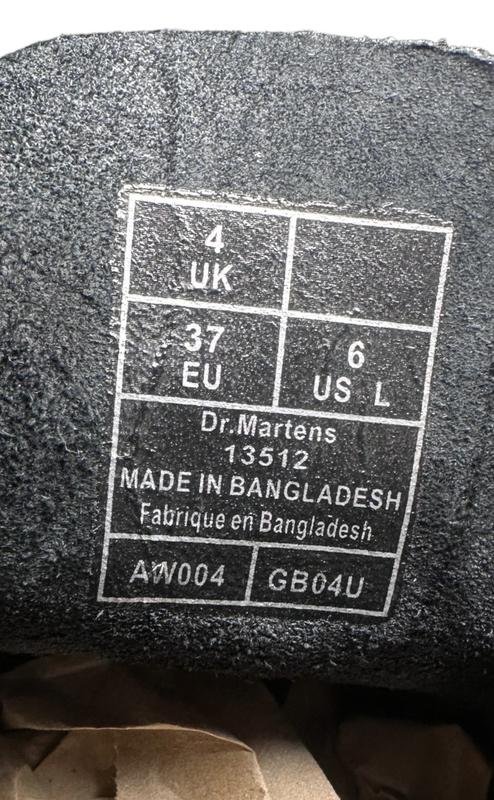 4
UK
37
EU
6
US L
Dr.Martens
13512
MADE IN BANGLADESH
Fabrique en Bangladesh
AW004
GB04U